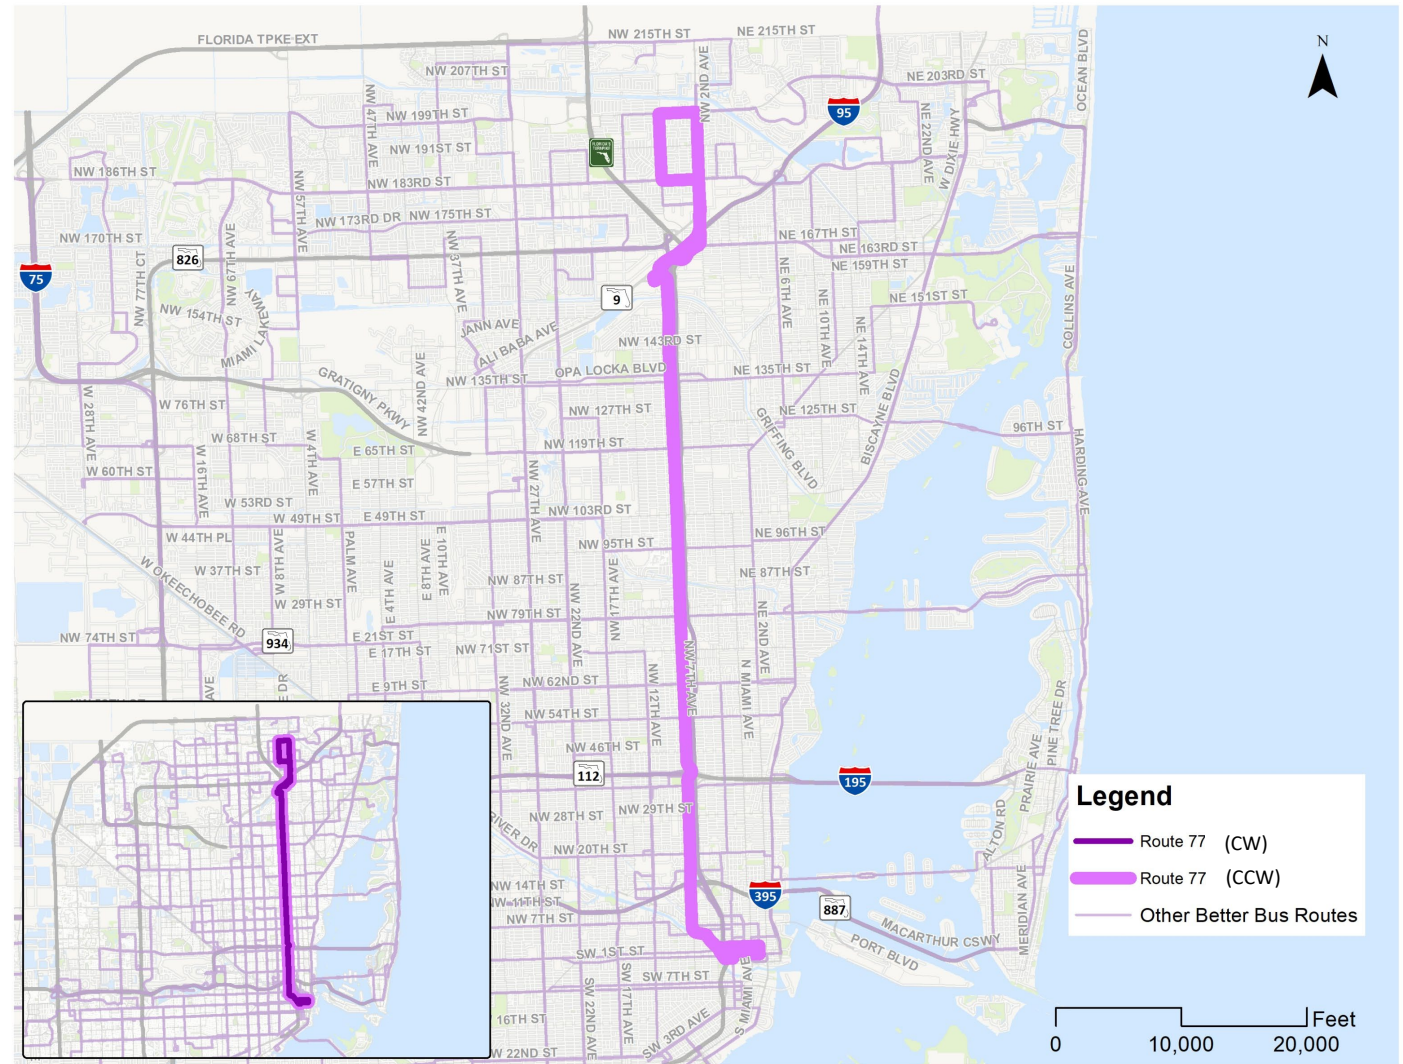 FLORIDA TPKE EXT
NW 215TH ST
NE 215TH ST
N
OCEAN BLVD
NW 207TH ST
NW 2ND AVE
NE 203RD ST
NW 47TH AVE
NW 199TH ST
95
NE 22ND AVE
W DIXIE HWY
NW 191ST ST
FLORIDA'S TURNPIKE
NW 186TH ST
NW 183RD ST
NW 57TH AVE
NW 173RD DR
NW 175TH ST
NW 170TH ST
NW 67TH AVE
NW 37TH AVE
NE 167TH ST
NE 163RD ST
826
NE 159TH ST
75
NW 77TH CT
NE 6TH AVE
COLLINS AVE
9
NE 10TH AVE
NE 151ST ST
NW 154TH ST
MIAMI LAKEWAY
JANN AVE
ALI BABA AVE
NE 14TH AVE
NW 143RD ST
OPA LOCKA BLVD
NE 135TH ST
NW 135TH ST
GRATIGNY PKWY
NW 42ND AVE
BISCAYNE BLVD
W 28TH AVE
W 76TH ST
NW 127TH ST
NE 125TH ST
GRIFFING BLVD
96TH ST
W 68TH ST
W 4TH AVE
NW 119TH ST
HARDING AVE
E 65TH ST
W 60TH ST
W 16TH AVE
E 57TH ST
NW 27TH AVE
W 53RD ST
NW 103RD ST
W 49TH ST
E 49TH ST
W 44TH PL
W 8TH AVE
PALM AVE
E 10TH AVE
E 8TH AVE
NE 96TH ST
NW 95TH ST
W OKEECHOBEE RD
W 37TH ST
E 4TH AVE
NW 87TH ST
NW 22ND AVE
NW 17TH AVE
NE 87TH ST
W 29TH ST
NW 79TH ST
NE 2ND AVE
NW 74TH ST
934
E 21ST ST
E 17TH ST
NW 71ST ST
NW 7TH AVE
NW 12TH AVE
N MIAMI AVE
E 9TH ST
NW 62ND ST
NW 32ND AVE
NW 54TH ST
PINE TREE DR
NW 46TH ST
PRAIRIE AVE
112
195
NW 29TH ST
NW 28TH ST
RIVER DR
NW 20TH ST
ALTON RD
NW 14TH ST
395
NW 11TH ST
887
NW 7TH ST
MERIDIAN AVE
MACARTHUR CSWY
SW 1ST ST
PORT BLVD
SW 7TH ST
S MIAMI AVE
SW 22ND AVE
SW 17TH AVE
16TH ST
SW 3RD AVE
W 22ND ST
Legend
Route 77 (CW)
Route 77 (CCW)
Other Better Bus Routes
Feet
0 10,000 20,000